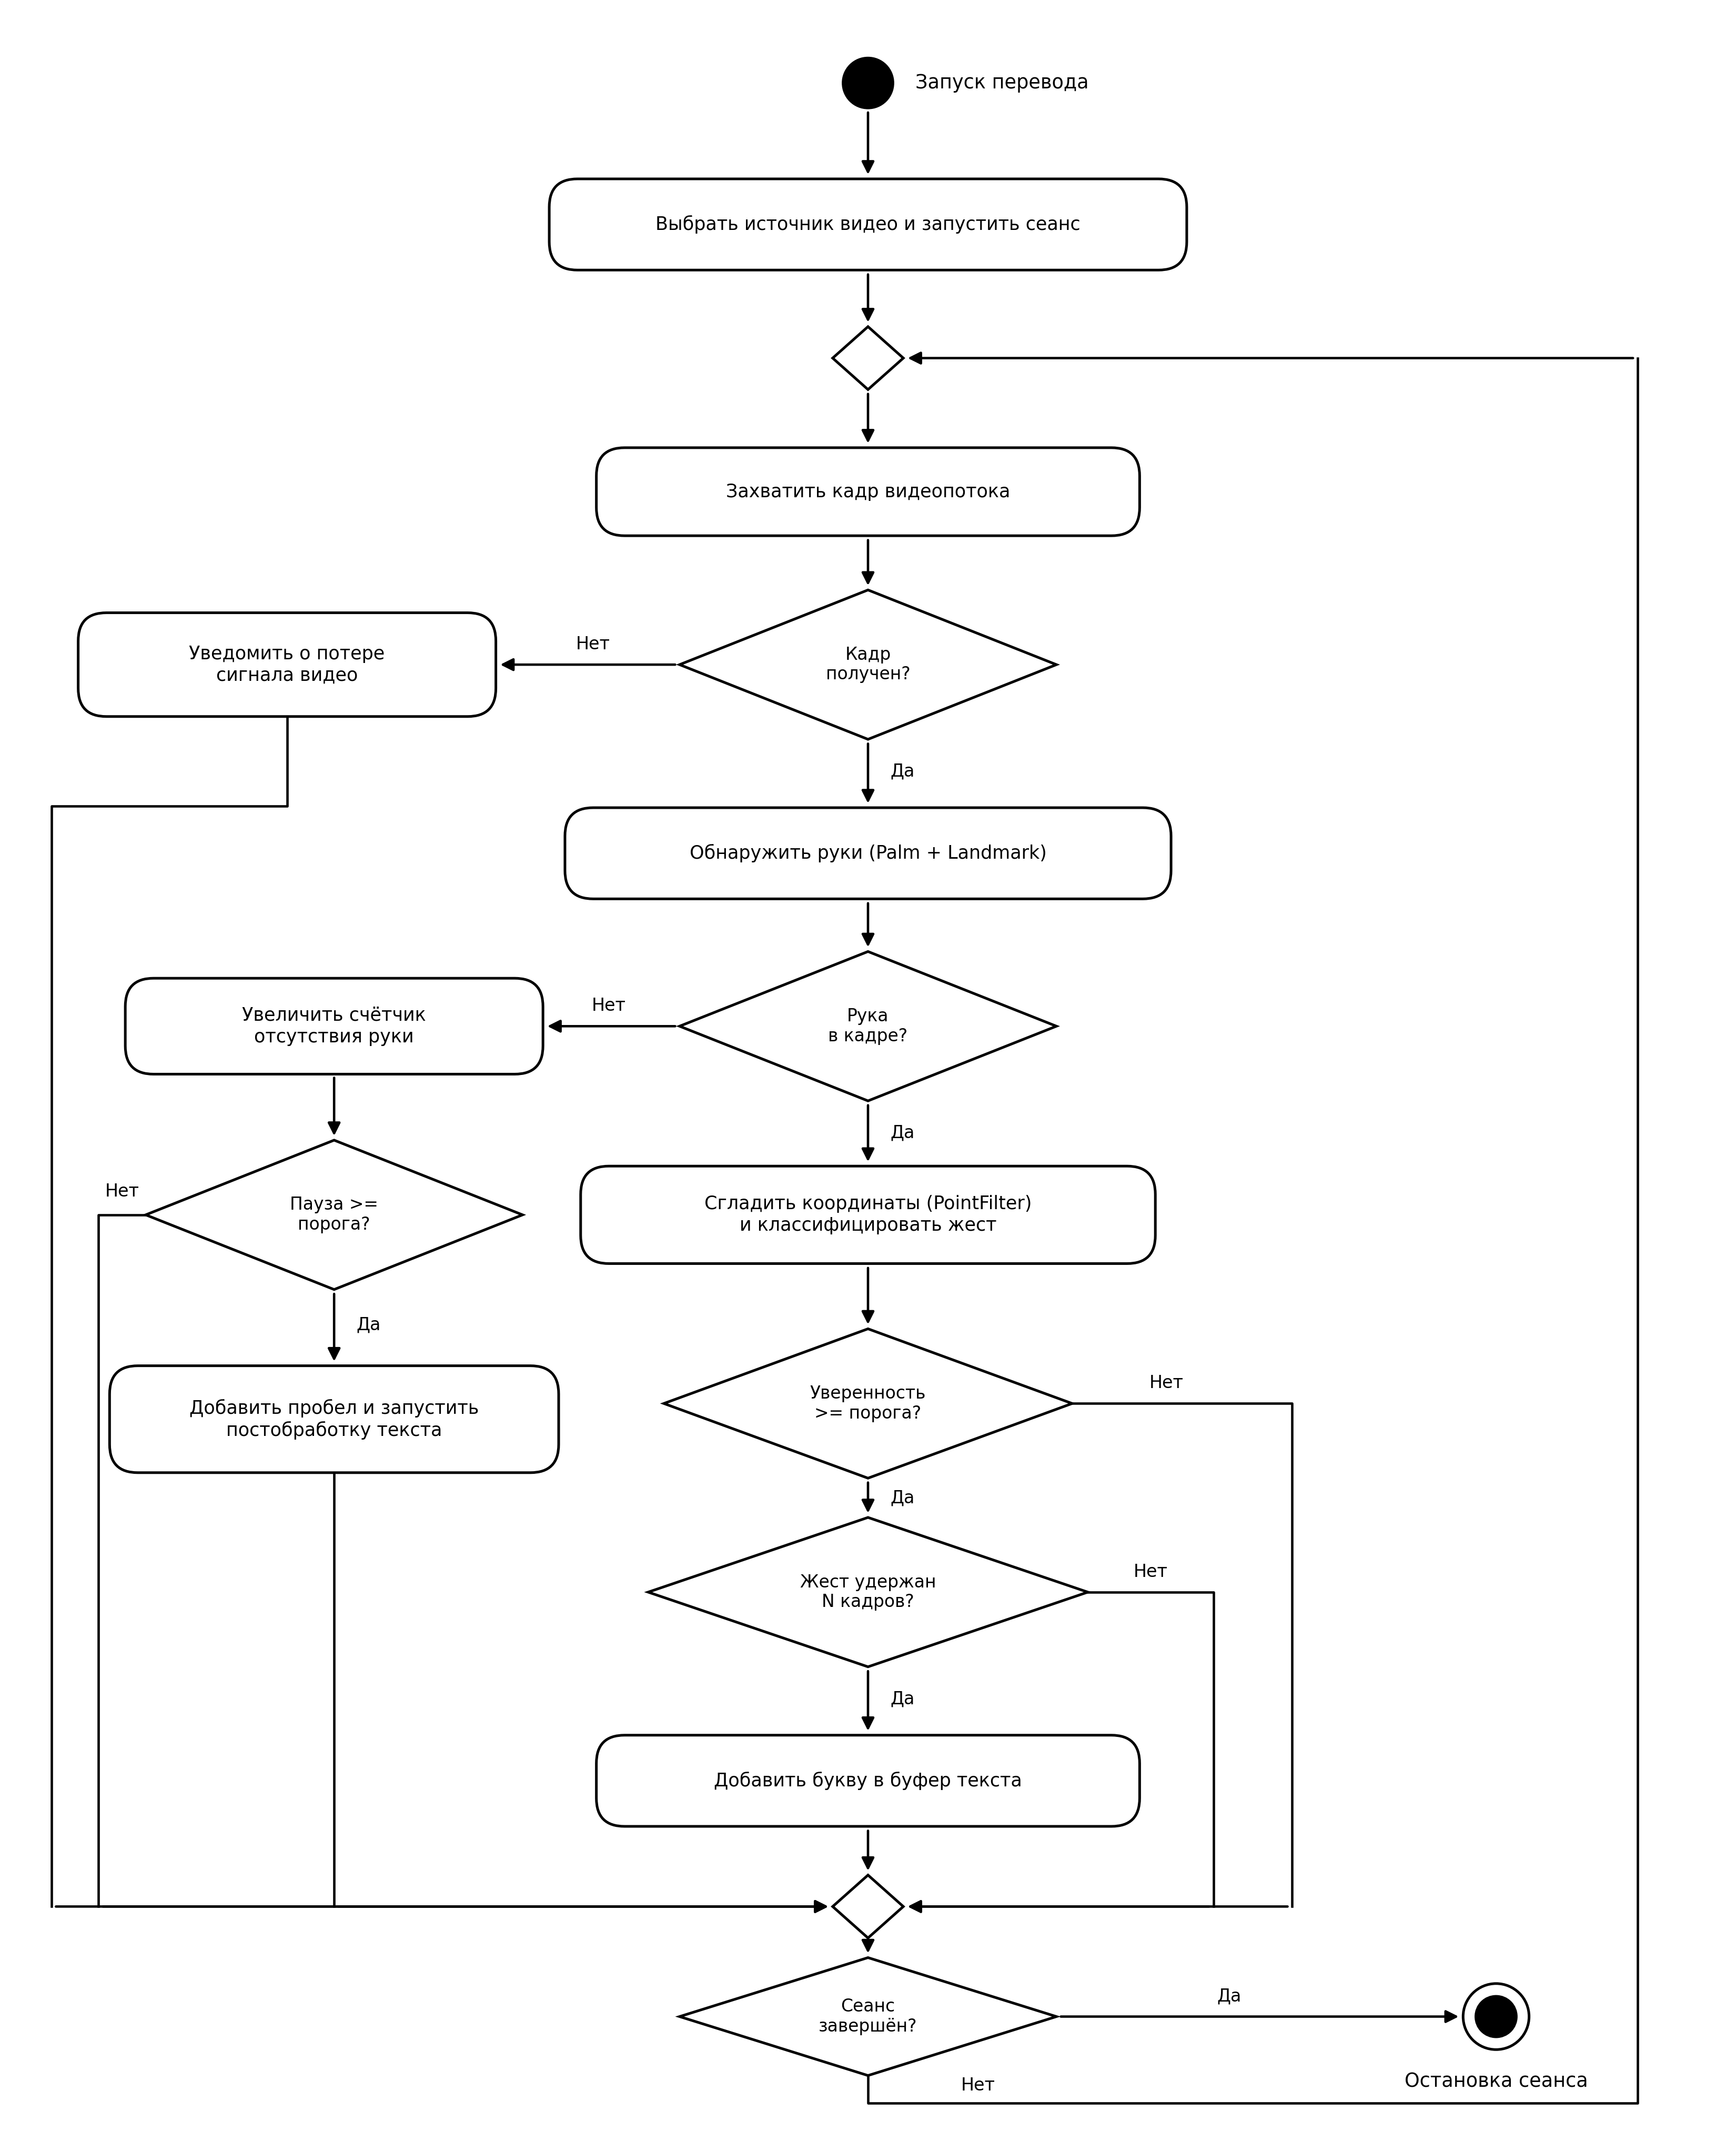 Запуск перевода
Выбрать источник видео и запустить сеанс
Захватить кадр видеопотока
Кадр
получен?
Нет
Уведомить о потере
сигнала видео
Да
Обнаружить руки (Palm + Landmark)
Рука
в кадре?
Нет
Увеличить счётчик
отсутствия руки
Да
Пауза >=
порога?
Нет
Сгладить координаты (PointFilter)
и классифицировать жест
Да
Добавить пробел и запустить
постобработку текста
Уверенность
>= порога?
Нет
Да
Жест удержан
N кадров?
Нет
Да
Добавить букву в буфер текста
Сеанс
завершён?
Да
Остановка сеанса
Нет